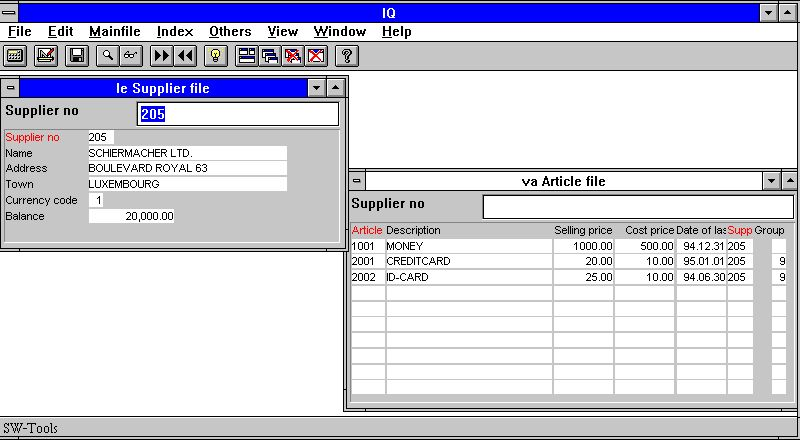 IQ
File Edit Mainfile Index Others View Window Help
le Supplier file
Supplier no 205
Supplier no 205
Name SCHIERMACHER LTD.
Address BOULEVARD ROYAL 63
Town LUXEMBOURG
Currency code 1
Balance 20,000.00
va Article file
Supplier no
Article Description Selling price Cost price Date of las Supp Group
1001 MONEY 1000.00 500.00 94.12.31 205
2001 CREDITCARD 20.00 10.00 95.01.01 205 9
2002 ID-CARD 25.00 10.00 94.06.30 205 9
SW-Tools